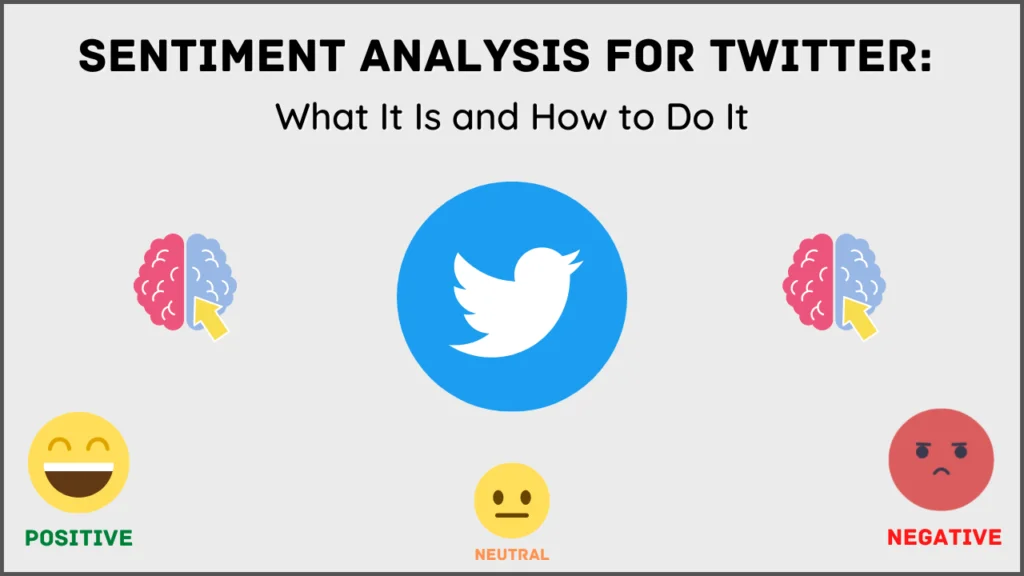 SENTIMENT ANALYSIS FOR TWITTER:
What It Is and How to Do It
POSITIVE
NEUTRAL
NEGATIVE